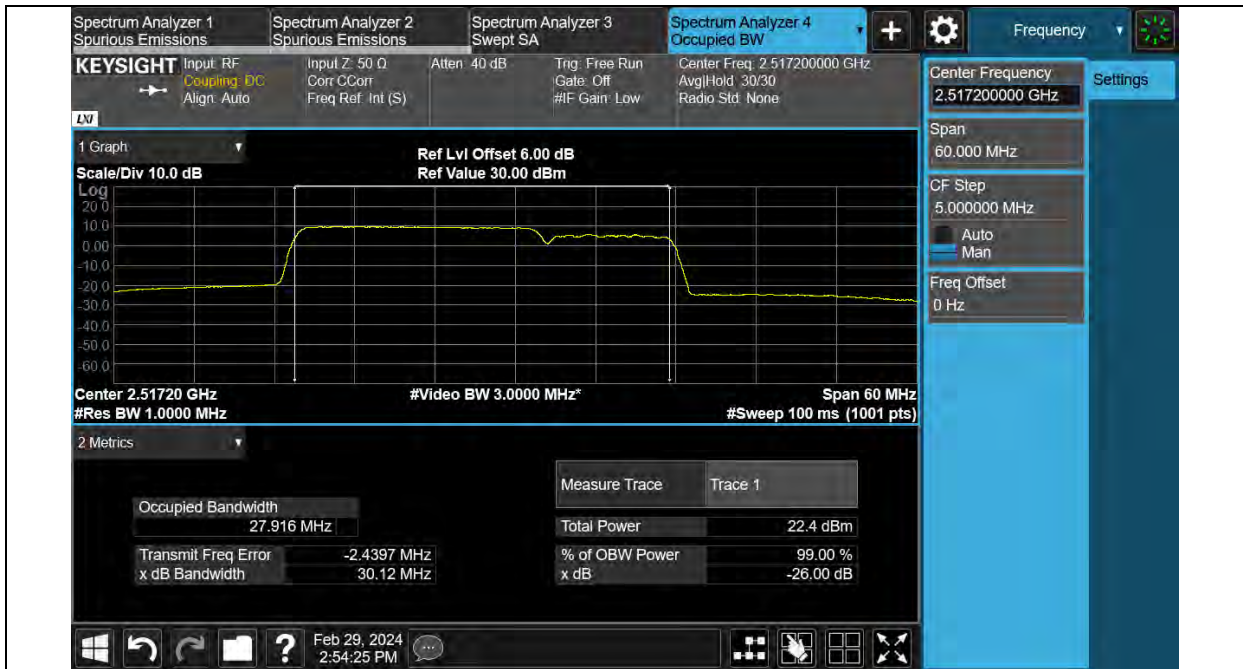 Spectrum Analyzer 1
Spurious Emissions
Spectrum Analyzer 2
Spurious Emissions
Spectrum Analyzer 3
Swept SA
Spectrum Analyzer 4
Occupied BW
Frequency
KEYSIGHT
Input: RF
Coupling: DC
Align: Auto
Input Z: 50 Ω
Corr CCorr
Freq Ref: Int (S)
Atten: 40 dB
Trig: Free Run
Gate: Off
#IF Gain: Low
Center Freq: 2.517200000 GHz
Avg|Hold: 30/30
Radio Std: None
LXI
Center Frequency
2.517200000 GHz
Settings
Span
60.000 MHz
CF Step
5.000000 MHz
Auto
Man
Freq Offset
0 Hz
1 Graph
Scale/Div 10.0 dB
Ref Lvl Offset 6.00 dB
Ref Value 30.00 dBm
Log
20.0
10.0
0.00
-10.0
-20.0
-30.0
-40.0
-50.0
-60.0
Center 2.51720 GHz
#Video BW 3.0000 MHz*
Span 60 MHz
#Res BW 1.0000 MHz
#Sweep 100 ms (1001 pts)
2 Metrics
Measure Trace
Trace 1
Occupied Bandwidth
27.916 MHz
Total Power
22.4 dBm
Transmit Freq Error
-2.4397 MHz
% of OBW Power
99.00 %
x dB Bandwidth
30.12 MHz
x dB
-26.00 dB
Feb 29, 2024
2:54:25 PM